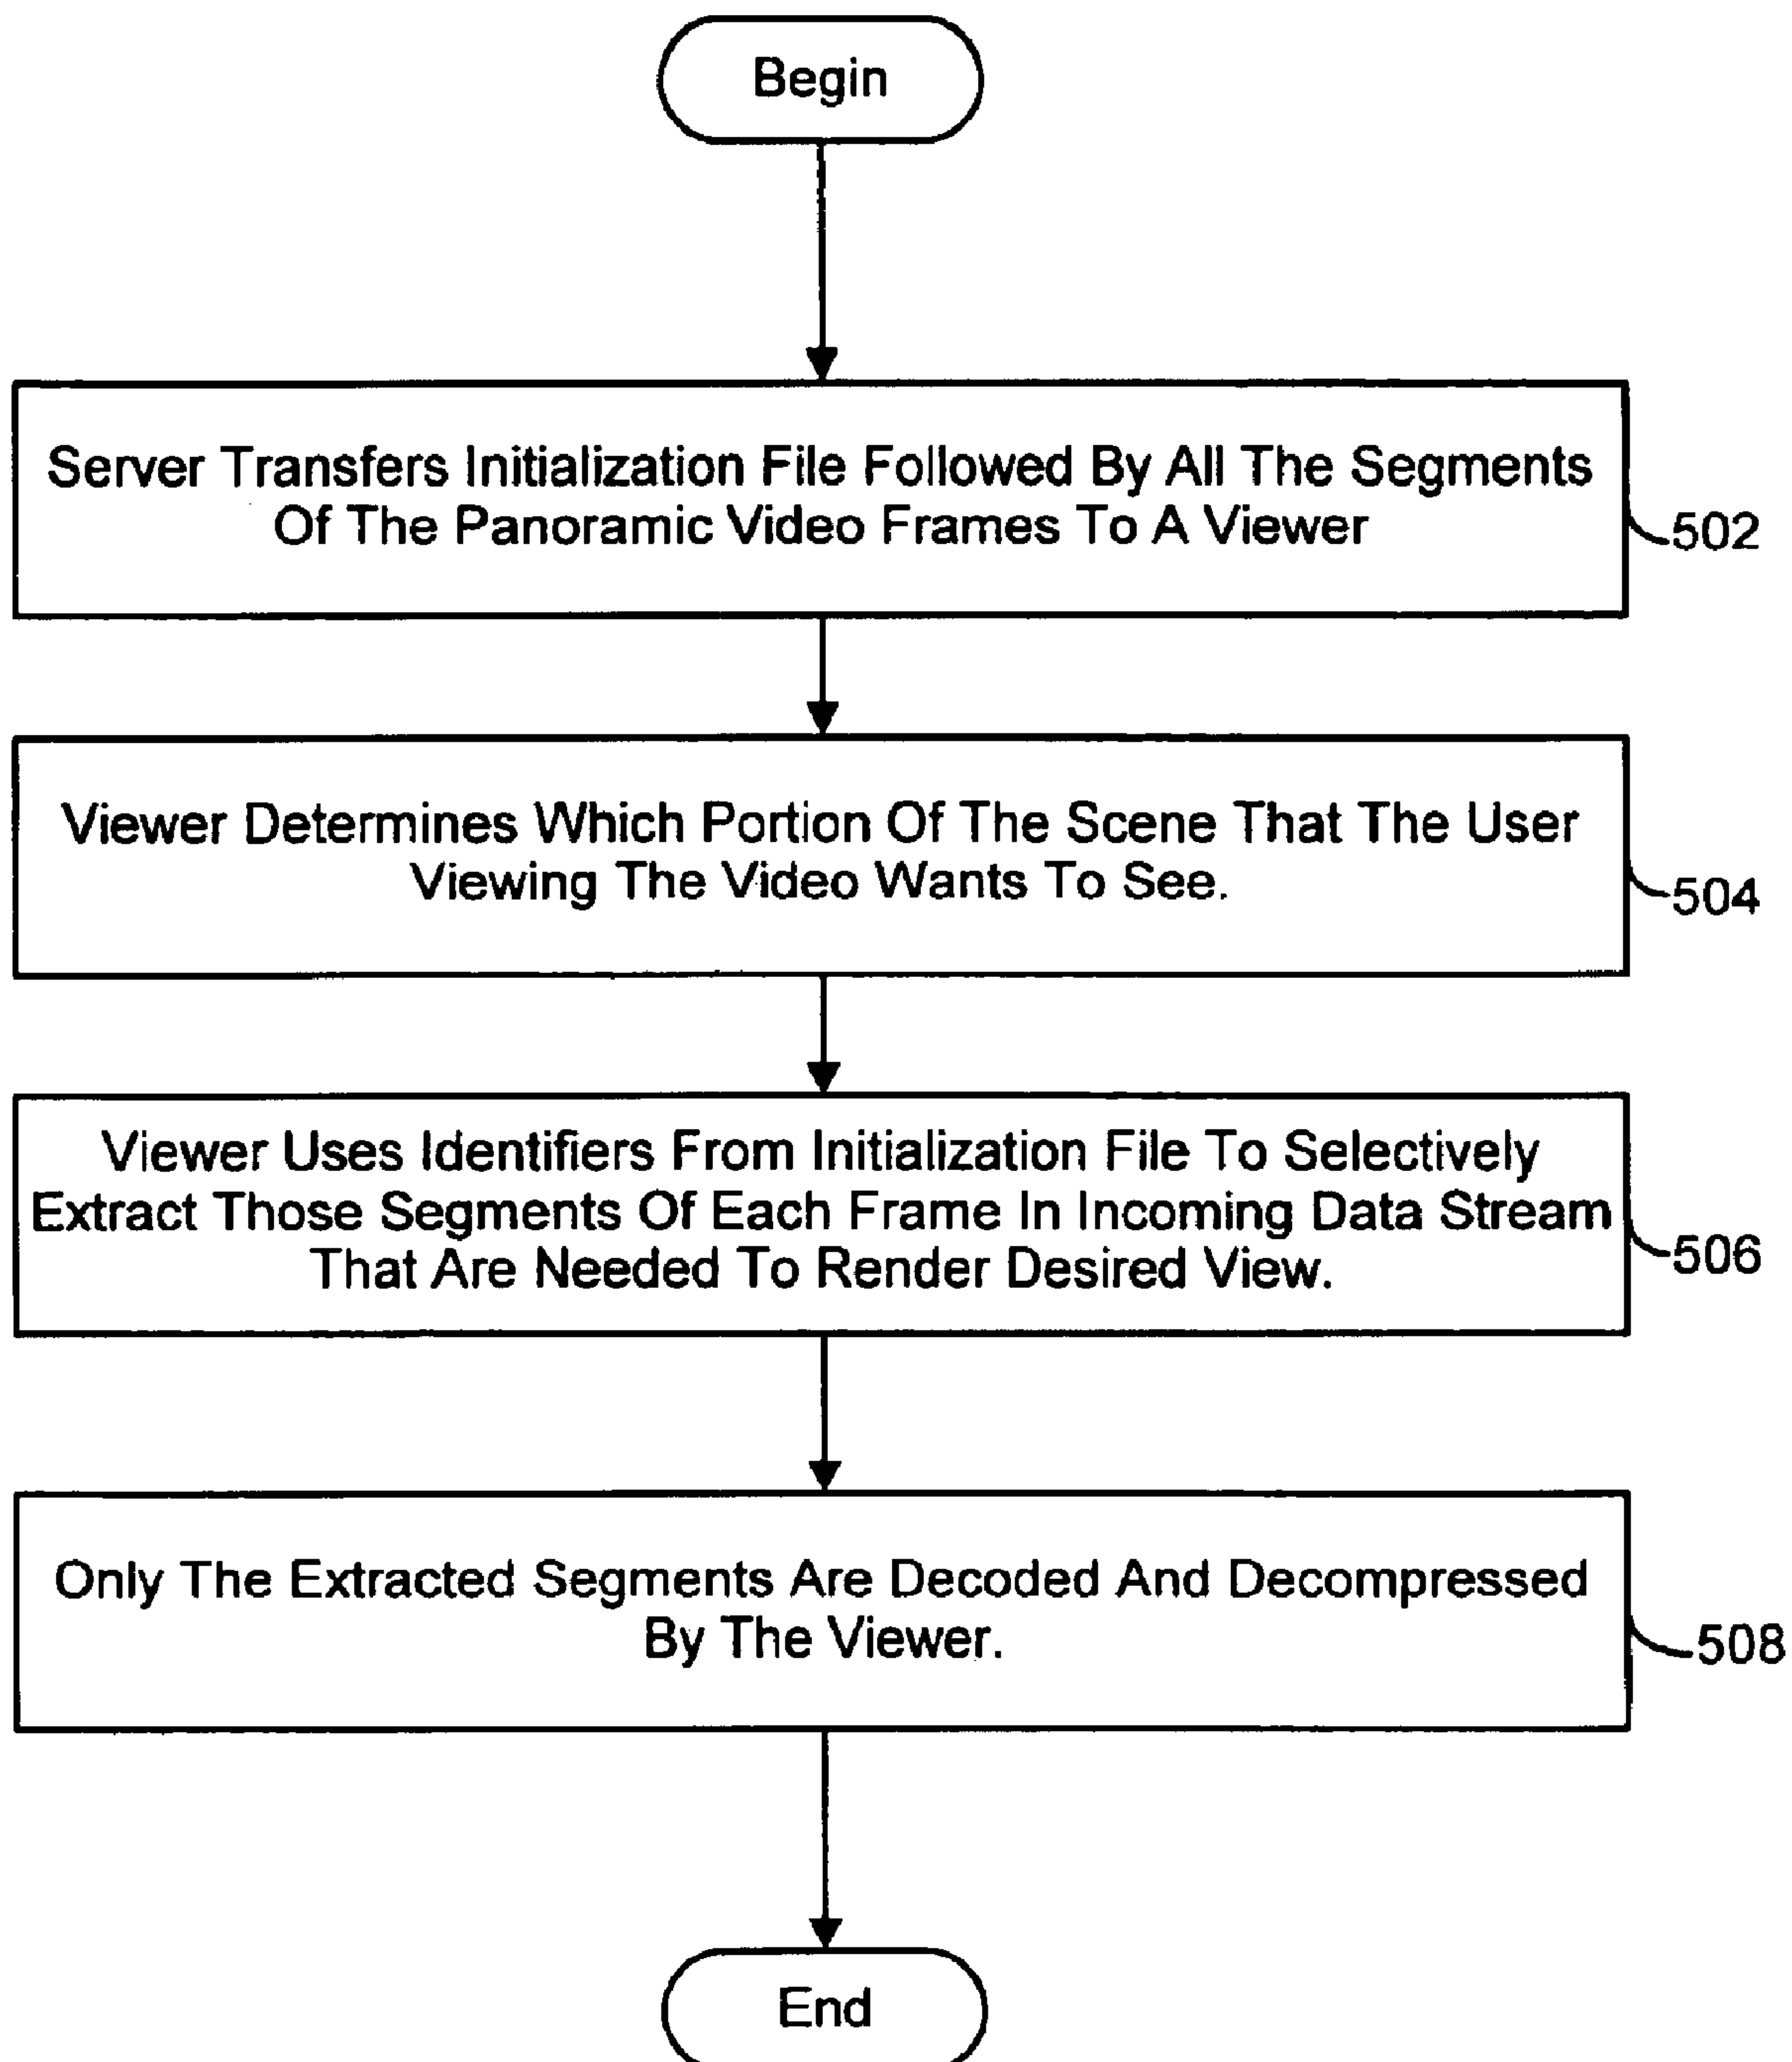 Begin
Server Transfers Initialization File Followed By All The Segments
Of The Panoramic Video Frames To A Viewer
502
Viewer Determines Which Portion Of The Scene That The User
Viewing The Video Wants To See.
504
Viewer Uses Identifiers From Initialization File To Selectively
Extract Those Segments Of Each Frame In Incoming Data Stream
That Are Needed To Render Desired View.
506
Only The Extracted Segments Are Decoded And Decompressed
By The Viewer.
508
End